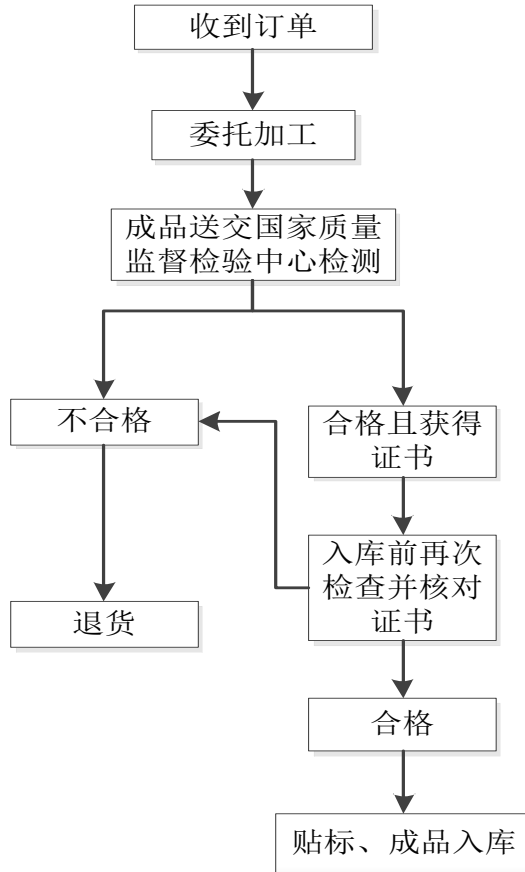 收到订单
委托加工
成品送交国家质量
监督检验中心检测
不合格
合格且获得
证书
入库前再次
检查并核对
证书
退货
合格
贴标、成品入库